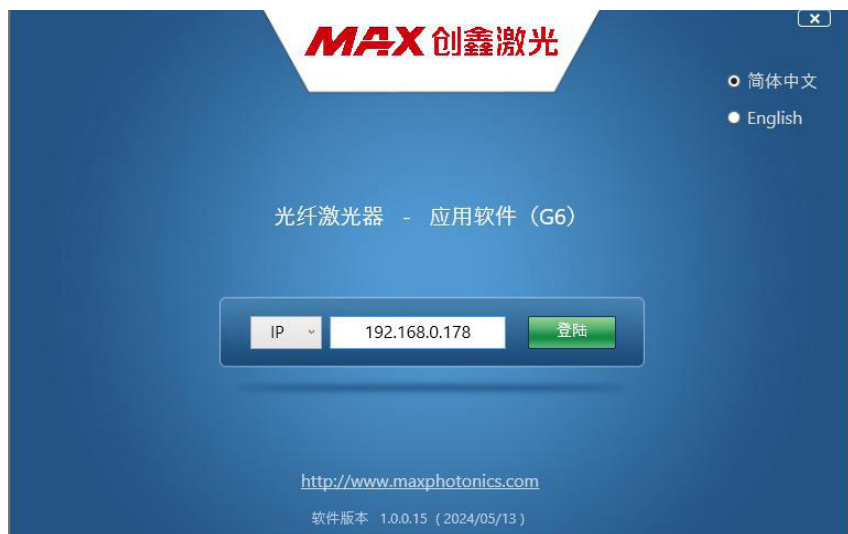 MAX 创鑫激光
简体中文
English
光纤激光器 - 应用软件（G6）
IP 192.168.0.178 登陆
http://www.maxphotonics.com
软件版本 1.0.0.15 ( 2024/05/13 )